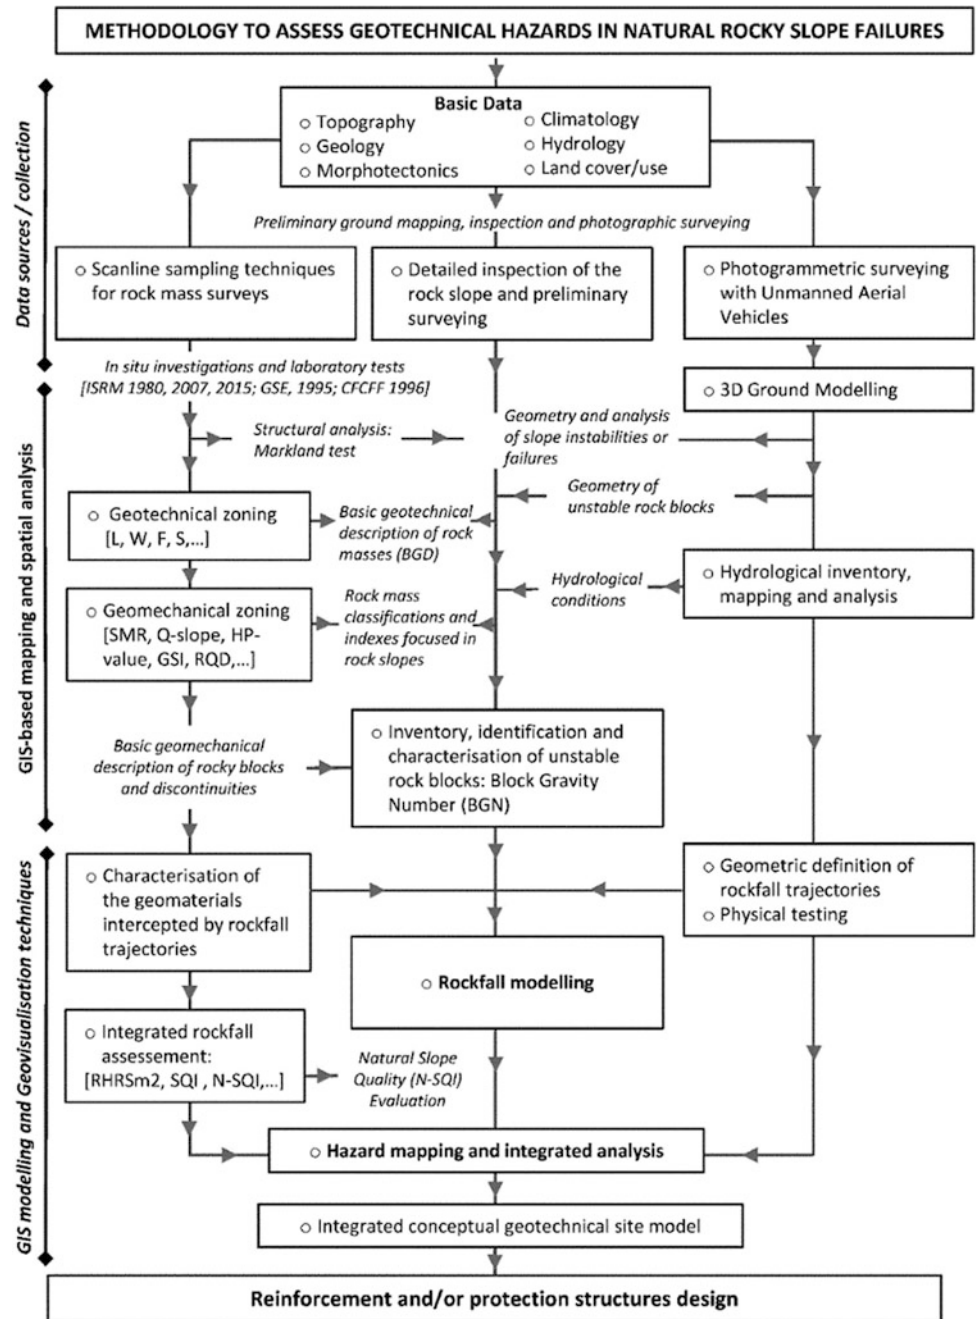 METHODOLOGY TO ASSESS GEOTECHNICAL HAZARDS IN NATURAL ROCKY SLOPE FAILURES
Data sources / collection
Basic Data
○ Topography
○ Geology
○ Morphotectonics
○ Climatology
○ Hydrology
○ Land cover/use
Preliminary ground mapping, inspection and photographic surveying
○ Scanline sampling techniques
for rock mass surveys
○ Detailed inspection of the
rock slope and preliminary
surveying
○ Photogrammetric surveying
with Unmanned Aerial
Vehicles
In situ investigations and laboratory tests
[ISRM 1980, 2007, 2015; GSE, 1995; CFCFF 1996]
○ 3D Ground Modelling
GIS-based mapping and spatial analysis
Structural analysis:
Markland test
Geometry and analysis
of slope instabilities or
failures
Geometry of
unstable rock blocks
○ Geotechnical zoning
[L, W, F, S,...]
Basic geotechnical
description of rock
masses (BGD)
Hydrological
conditions
○ Hydrological inventory,
mapping and analysis
○ Geomechanical zoning
[SMR, Q-slope, HP-
value, GSI, RQD,...]
Rock mass
classifications and
indexes focused in
rock slopes
Basic geomechanical
description of rocky blocks
and discontinuities
○ Inventory, identification and
characterisation of unstable
rock blocks: Block Gravity
Number (BGN)
GIS modelling and Geovisualisation techniques
○ Characterisation of
the geomaterials
intercepted by rockfall
trajectories
○ Geometric definition of
rockfall trajectories
○ Physical testing
○ Rockfall modelling
○ Integrated rockfall
assessement:
[RHRSm2, SQI , N-SQI,...]
Natural Slope
Quality (N-SQI)
Evaluation
○ Hazard mapping and integrated analysis
○ Integrated conceptual geotechnical site model
Reinforcement and/or protection structures design